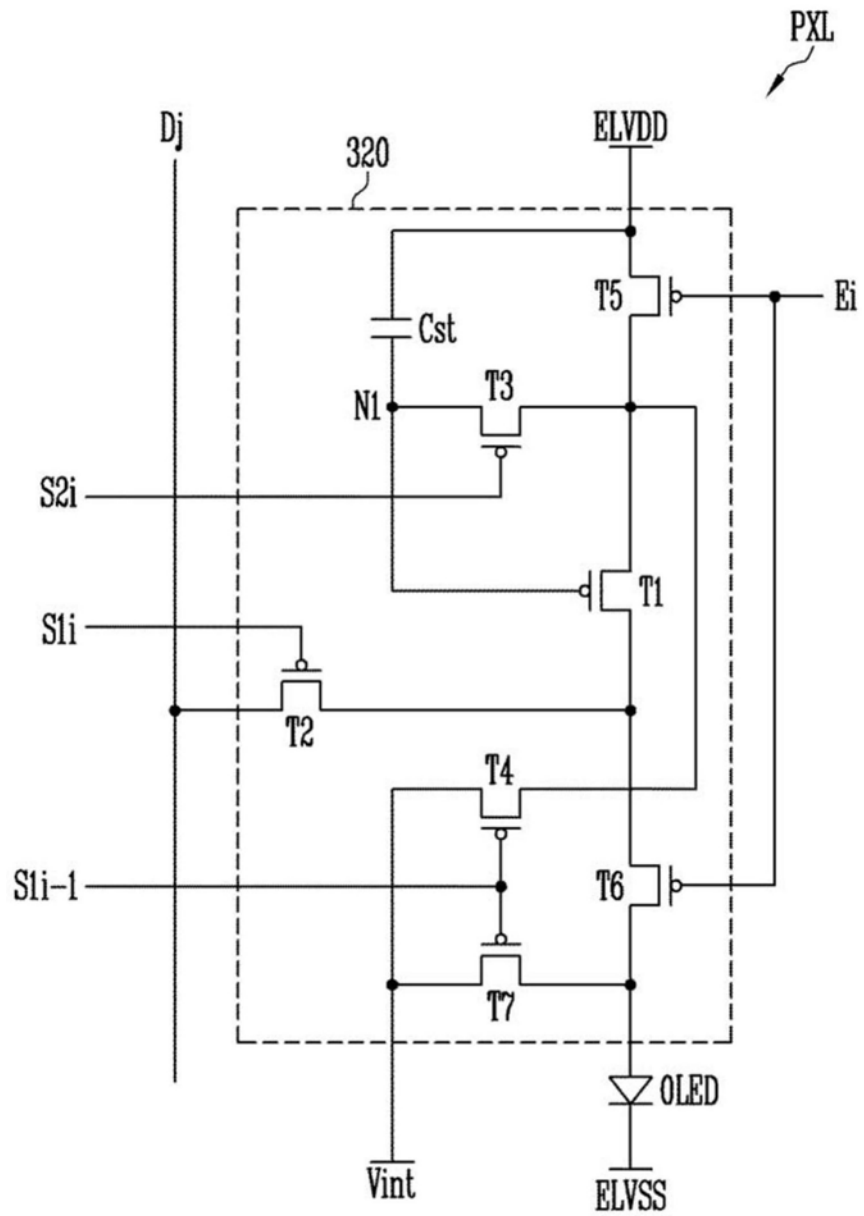 PXL
Dj
ELVDD
320
T5
Ei
Cst
T3
N1
S2i
T1
S1i
T2
T4
S1i-1
T6
T7
OLED
Vint
ELVSS